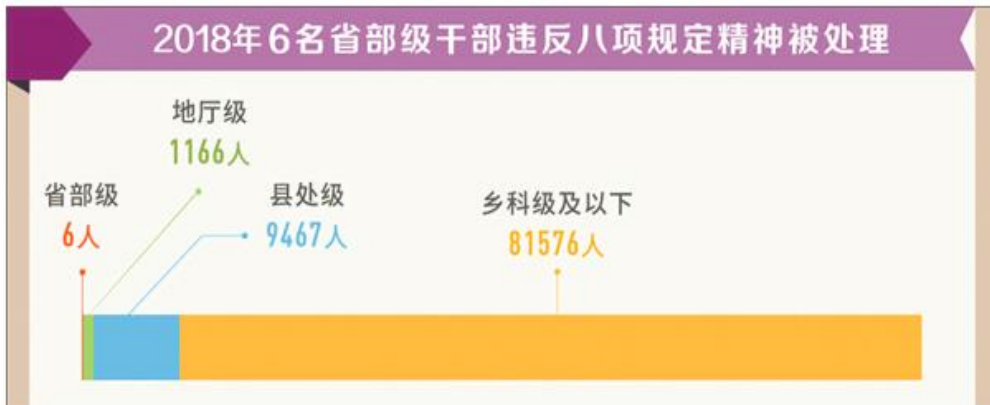 2018年6名省部级干部违反八项规定精神被处理
地厅级
1166人
省部级
6人
县处级
9467人
乡科级及以下
81576人